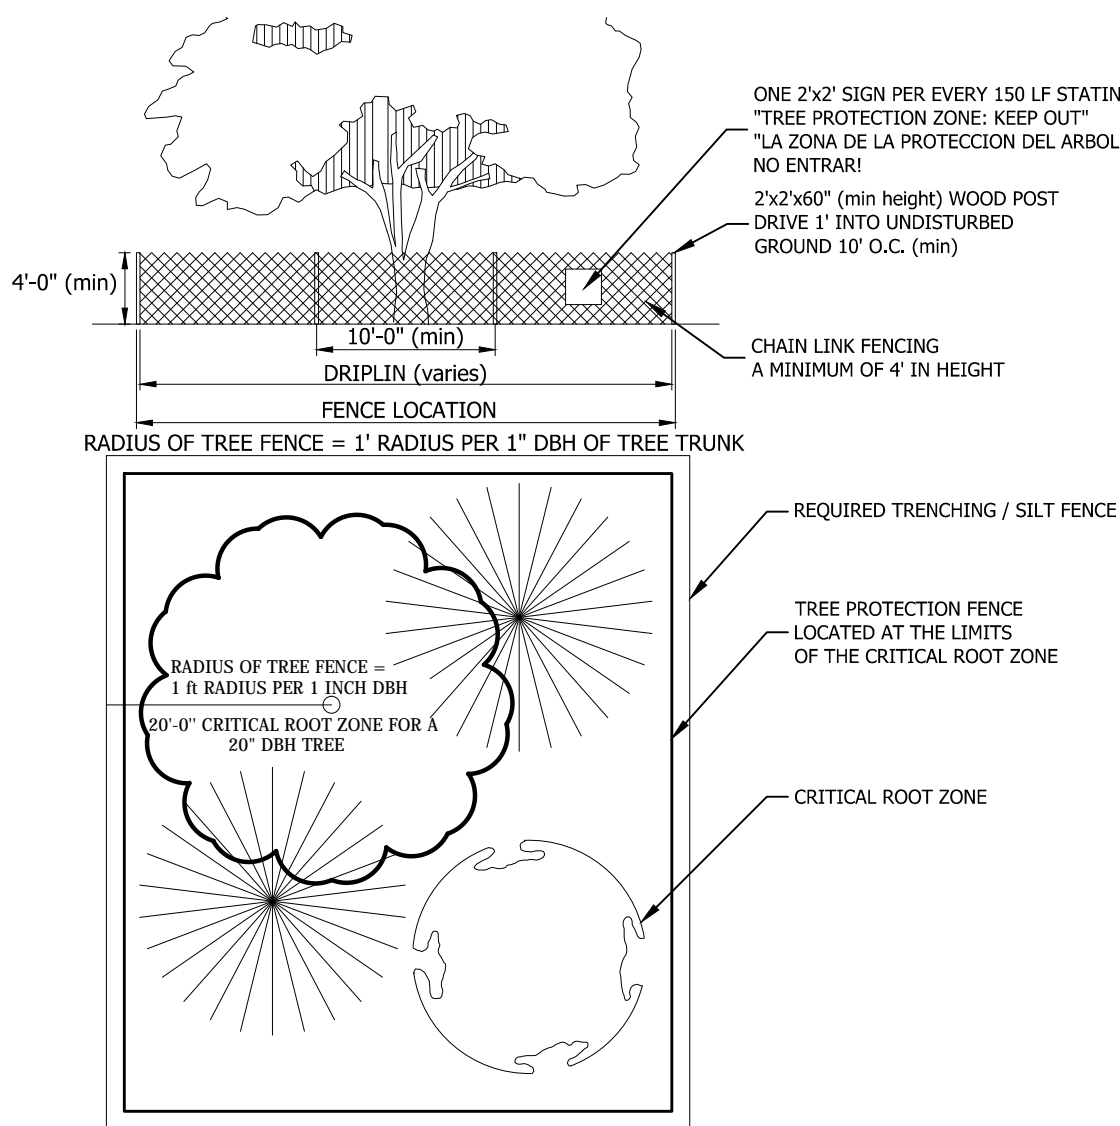 ONE 2'x2' SIGN PER EVERY 150 LF STATIN
"TREE PROTECTION ZONE: KEEP OUT"
"LA ZONA DE LA PROTECCION DEL ARBOL
NO ENTRAR!
2'x2'x60" (min height) WOOD POST
DRIVE 1' INTO UNDISTURBED
GROUND 10' O.C. (min)
4'-0" (min)
10'-0" (min)
CHAIN LINK FENCING
A MINIMUM OF 4' IN HEIGHT
DRIPLIN (varies)
FENCE LOCATION
RADIUS OF TREE FENCE = 1' RADIUS PER 1" DBH OF TREE TRUNK
REQUIRED TRENCHING / SILT FENCE
TREE PROTECTION FENCE
LOCATED AT THE LIMITS
OF THE CRITICAL ROOT ZONE
RADIUS OF TREE FENCE =
1 ft RADIUS PER 1 INCH DBH
20'-0" CRITICAL ROOT ZONE FOR A
20" DBH TREE
CRITICAL ROOT ZONE